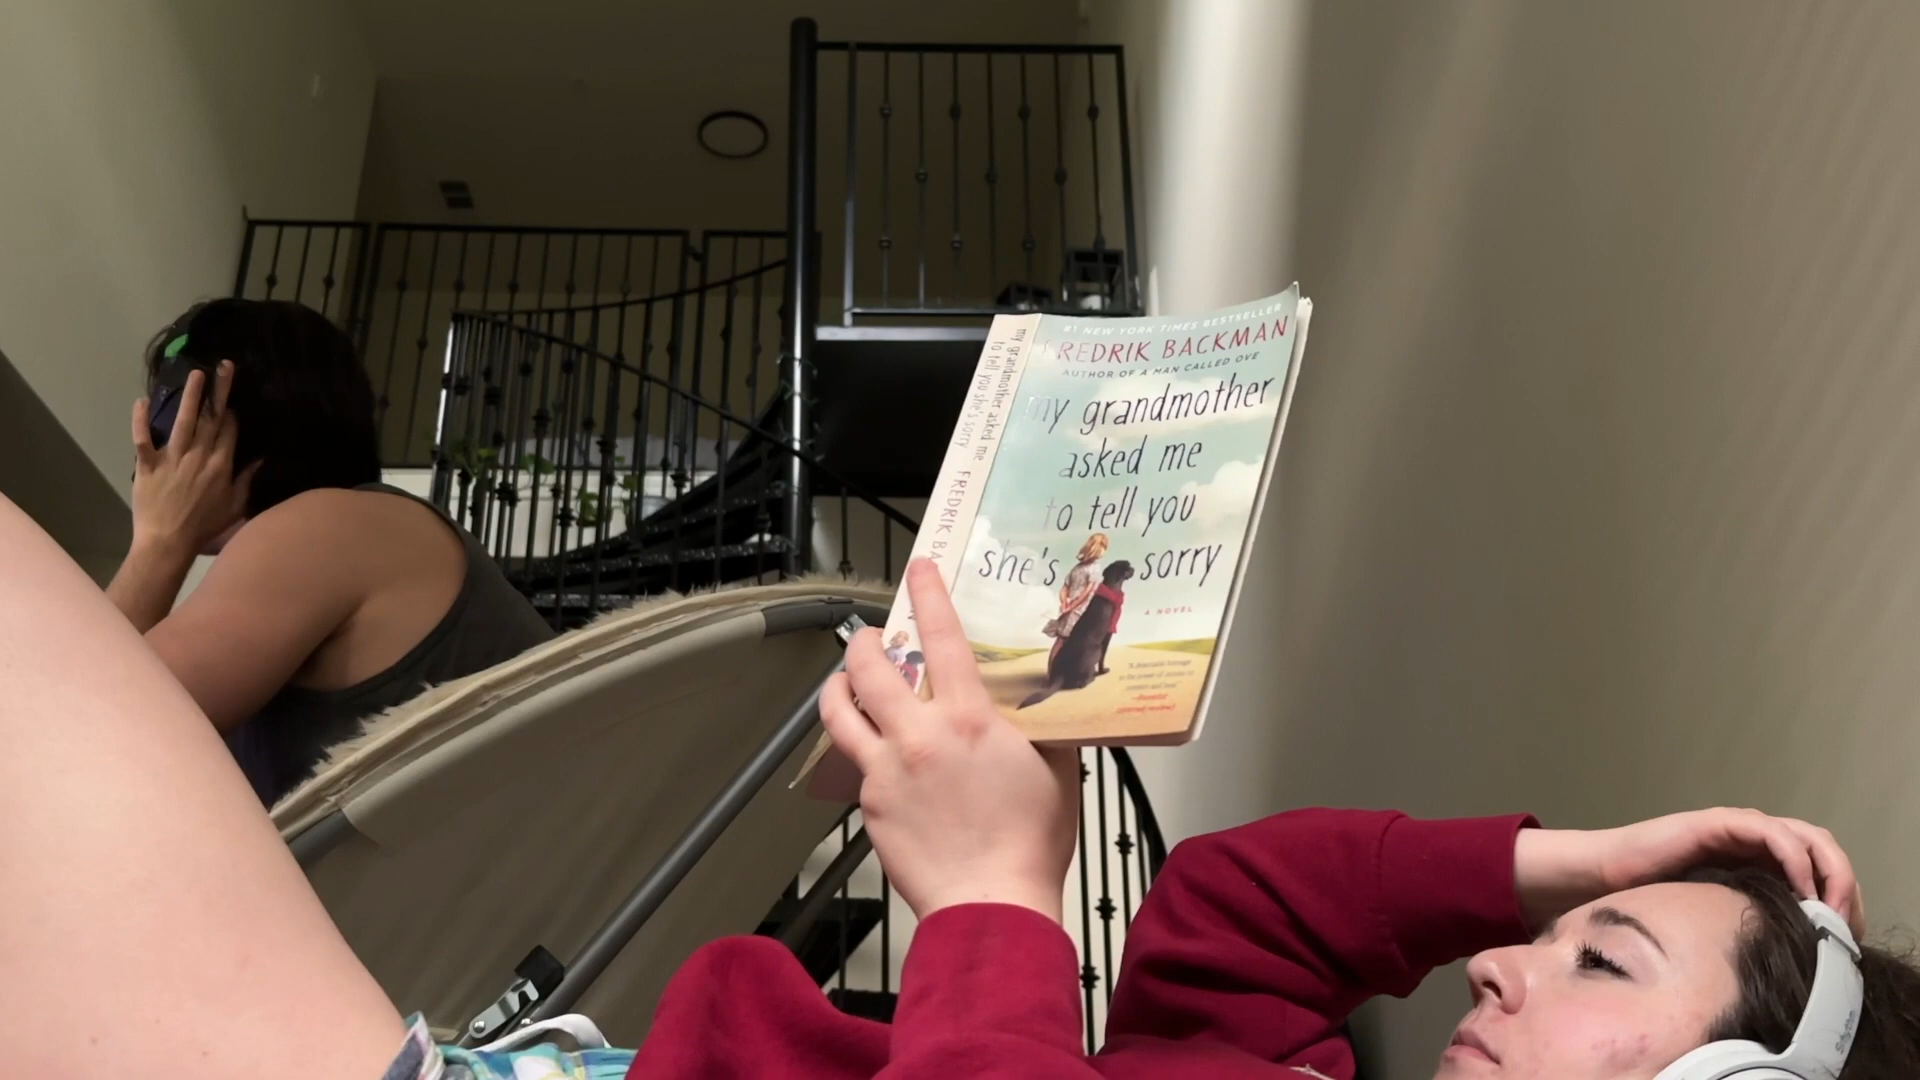 my grandmother asked me
to tell you she's sorry
FREDRIK BA
#1 NEW YORK TIMES BESTSELLER
FREDRIK BACKMAN
AUTHOR OF A MAN CALLED OVE
my grandmother
asked me
to tell you
she's sorry
A NOVEL